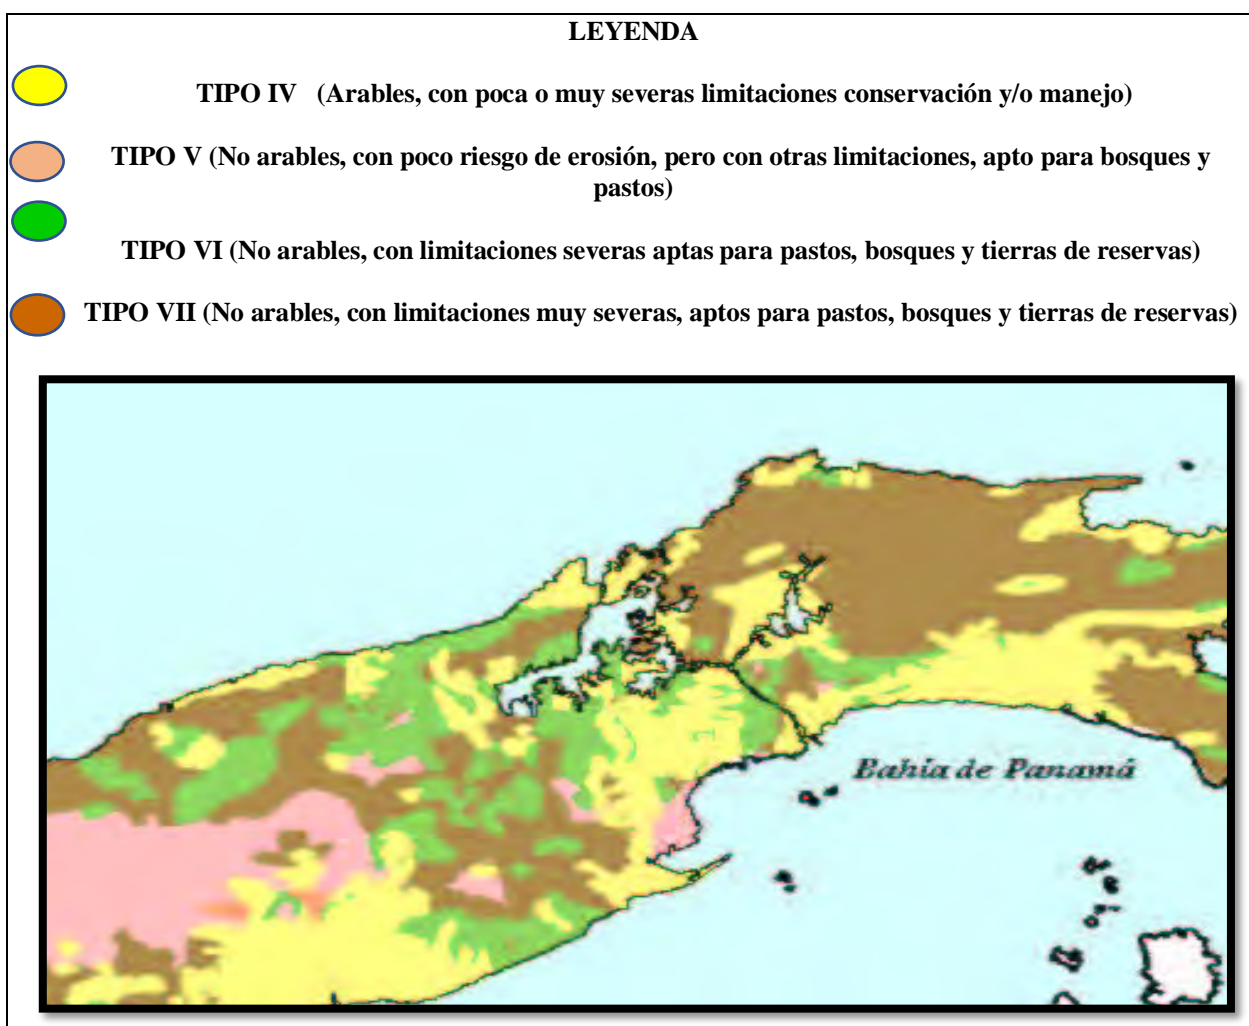 LEYENDA
TIPO IV (Arables, con poca o muy severas limitaciones conservación y/o manejo)
TIPO V (No arables, con poco riesgo de erosión, pero con otras limitaciones, apto para bosques y
pastos)
TIPO VI (No arables, con limitaciones severas aptas para pastos, bosques y tierras de reservas)
TIPO VII (No arables, con limitaciones muy severas, aptos para pastos, bosques y tierras de reservas)
Bahía de Panamá